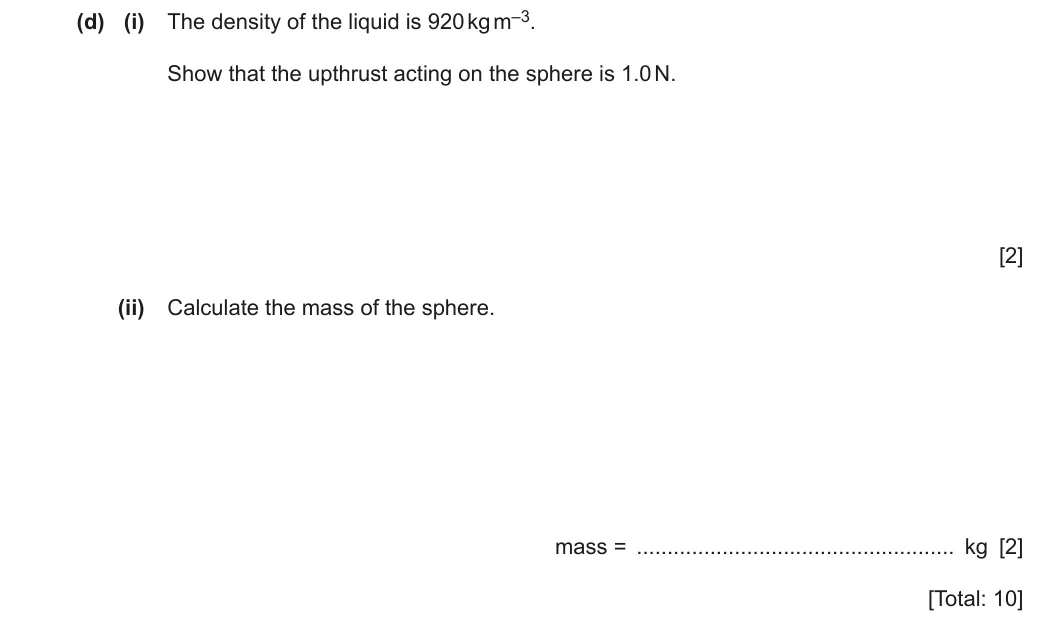 (d) (i) The density of the liquid is 920 kg m⁻³.
Show that the upthrust acting on the sphere is 1.0 N.
[2]
(ii) Calculate the mass of the sphere.
mass = .................................................... kg [2]
[Total: 10]